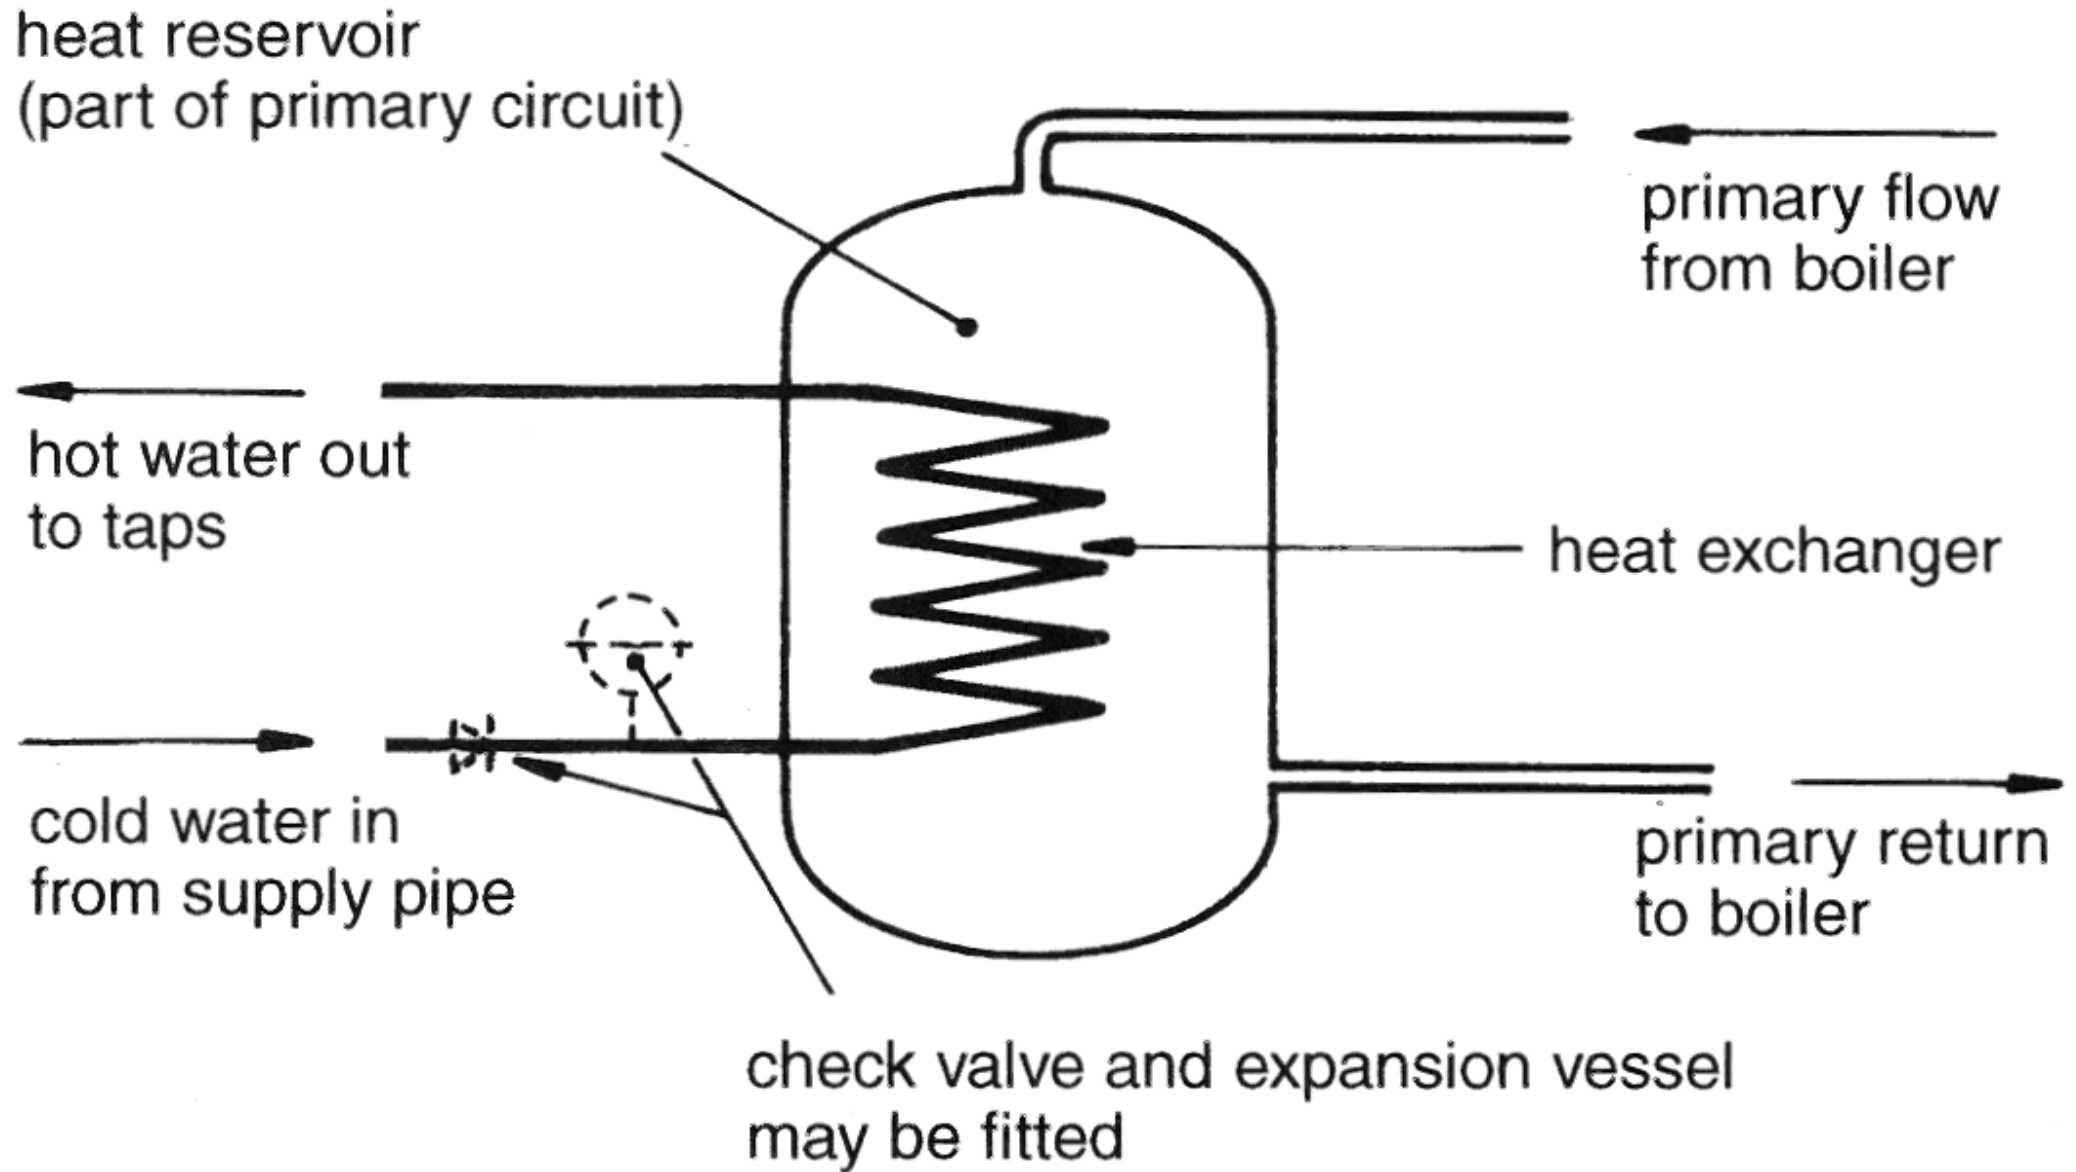 heat reservoir
(part of primary circuit)
primary flow
from boiler
hot water out
to taps
heat exchanger
cold water in
from supply pipe
primary return
to boiler
check valve and expansion vessel
may be fitted